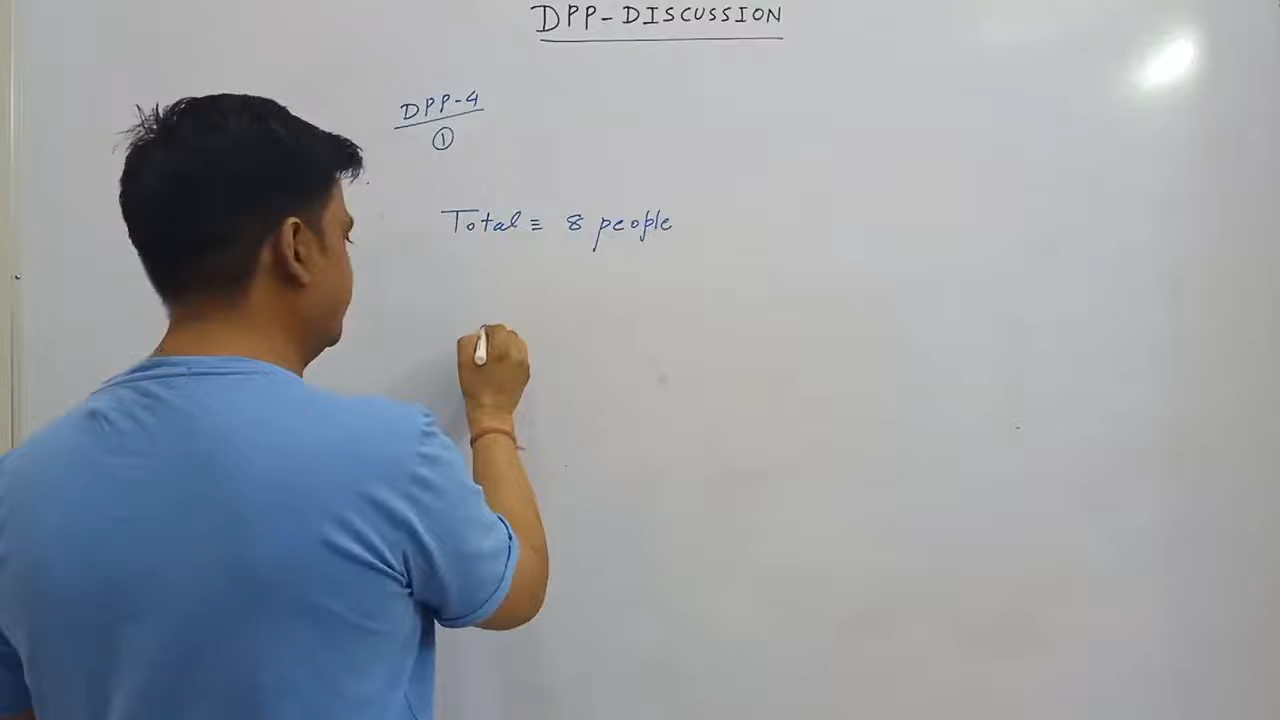 DPP-DISCUSSION
DPP-4
①
Total ≡ 8 people